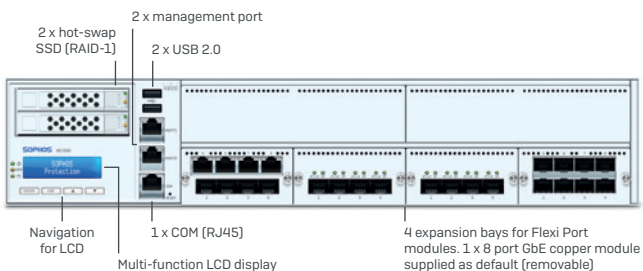 2 x management port
2 x hot-swap
SSD (RAID-1)
2 x USB 2.0
SOPHOS
SOPHOS
Protection
Navigation
for LCD
1 x COM (RJ45)
Multi-function LCD display
4 expansion bays for Flexi Port
modules. 1 x 8 port GbE copper module
supplied as default (removable)